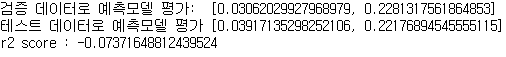 검증 데이터로 예측모델 평가:  [0.03062029927968979, 0.2281317561864853]
테스트 데이터로 예측모델 평가 [0.03917135298252106, 0.22176894545555115]
r2 score : -0.07371648812439524